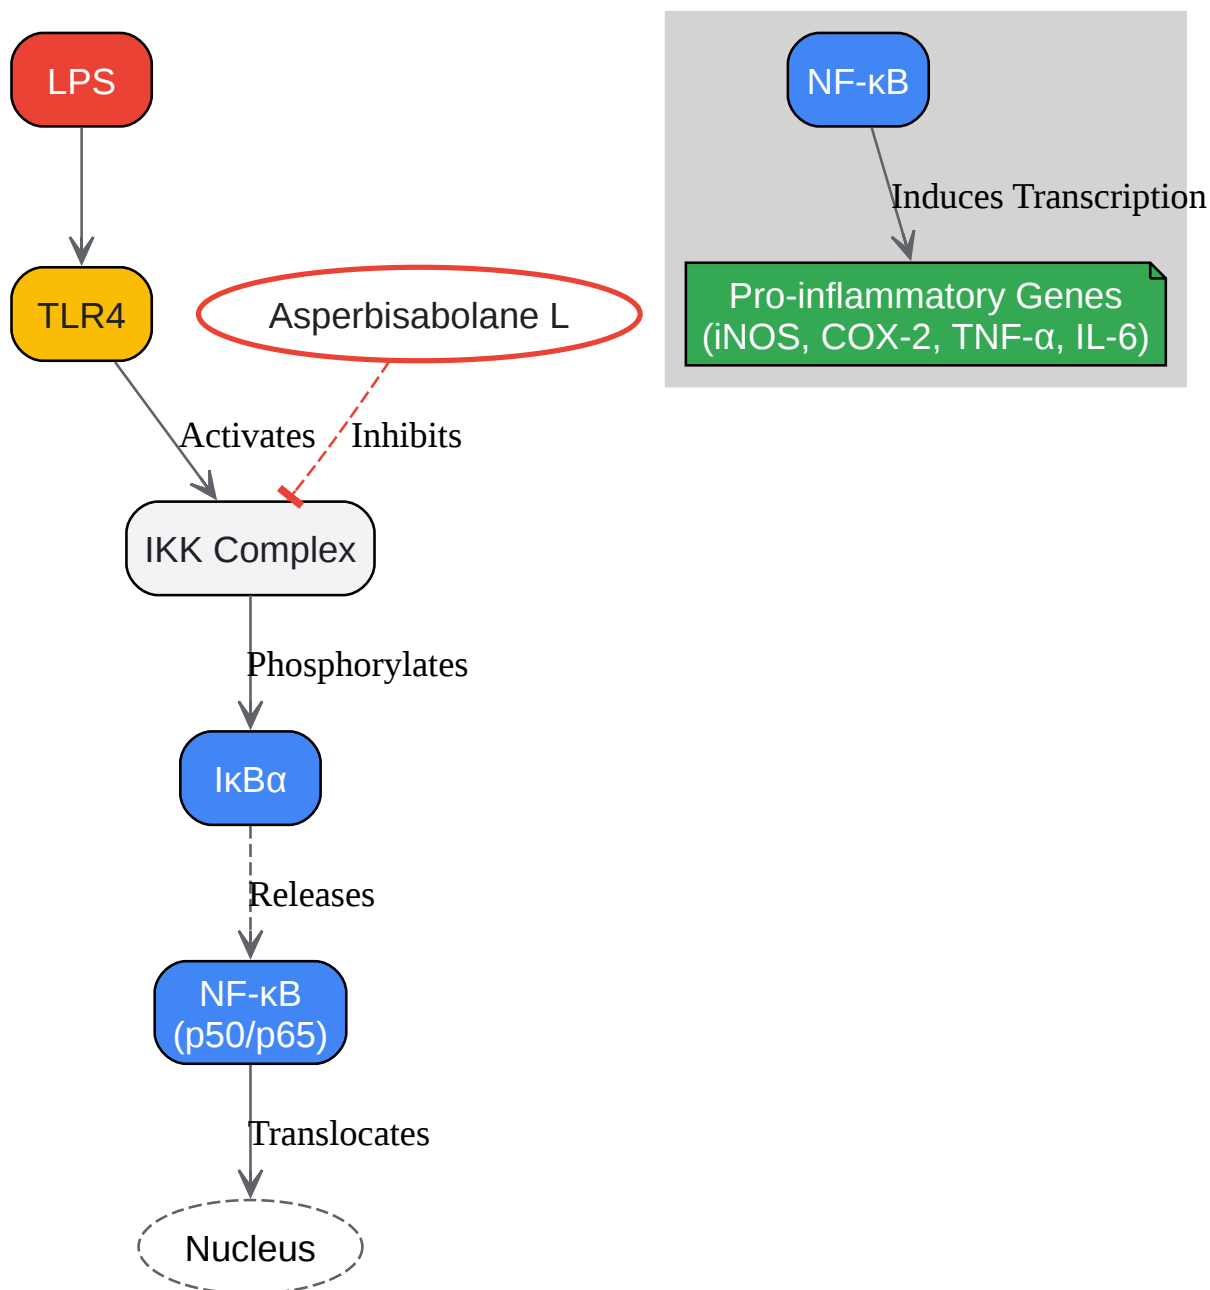 LPS
NF-κB
Induces Transcription
TLR4
Asperbisabolane L
Pro-inflammatory Genes
(iNOS, COX-2, TNF-α, IL-6)
Activates
Inhibits
IKK Complex
Phosphorylates
IκBα
Releases
NF-κB
(p50/p65)
Translocates
Nucleus